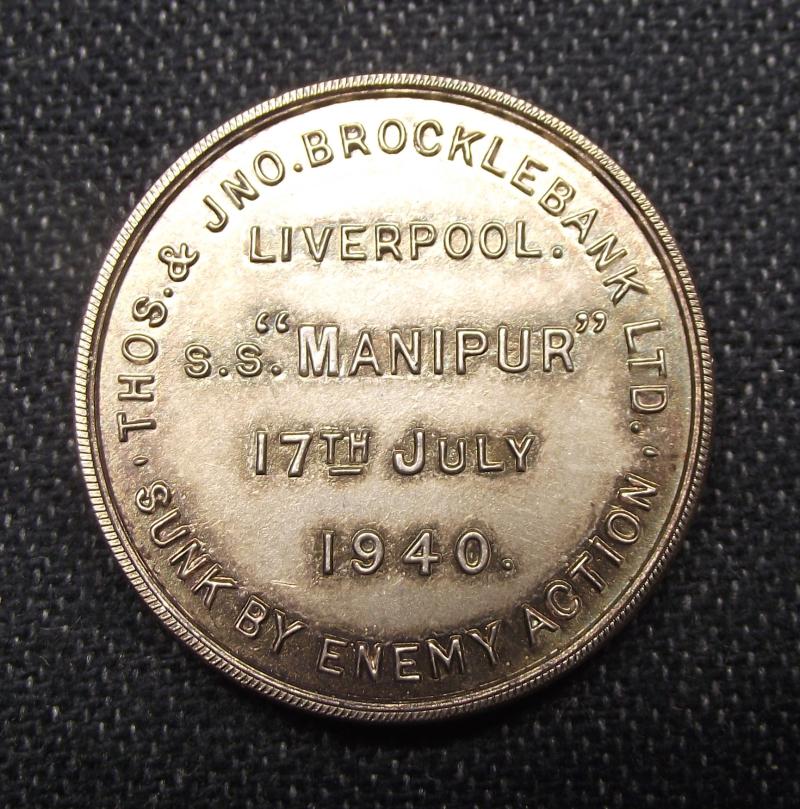 THOS. & JNO. BROCKLEBANK LTD.
LIVERPOOL.
S.S. "MANIPUR"
17TH JULY
1940.
· SUNK BY ENEMY ACTION ·